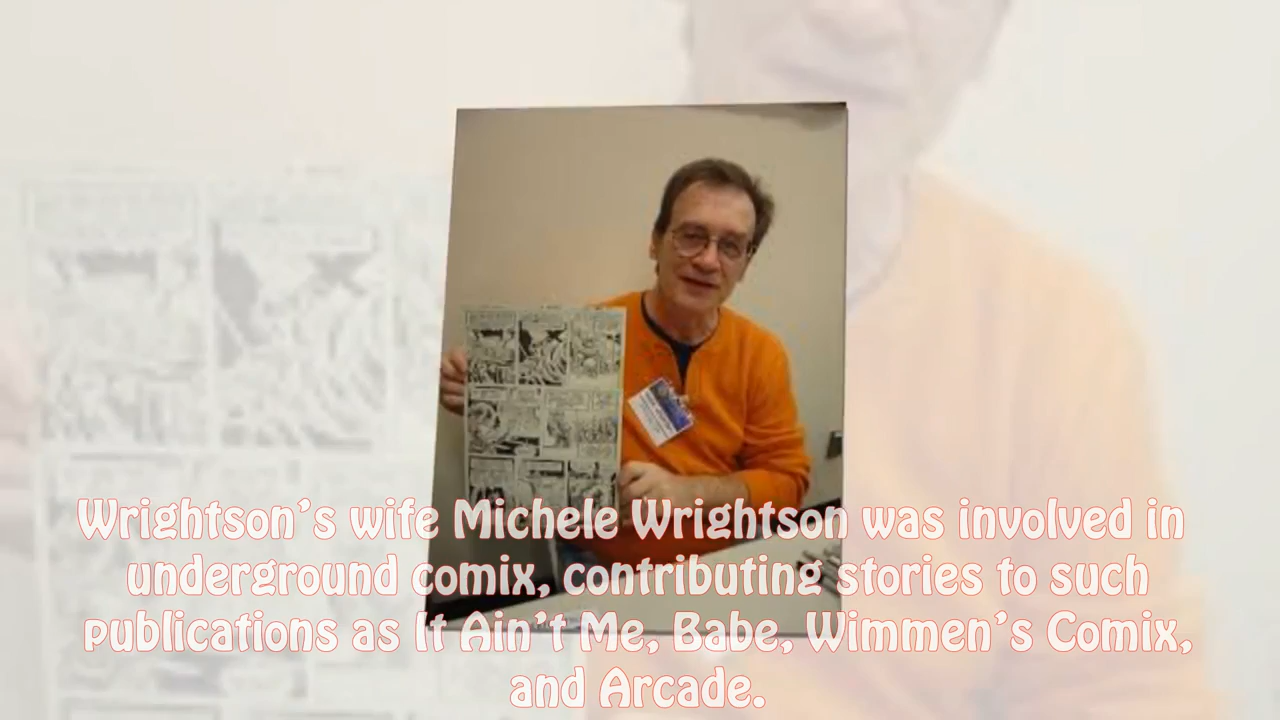 Wrightson's wife Michele Wrightson was involved in
underground comix, contributing stories to such
publications as It Ain't Me, Babe, Wimmen's Comix,
and Arcade.